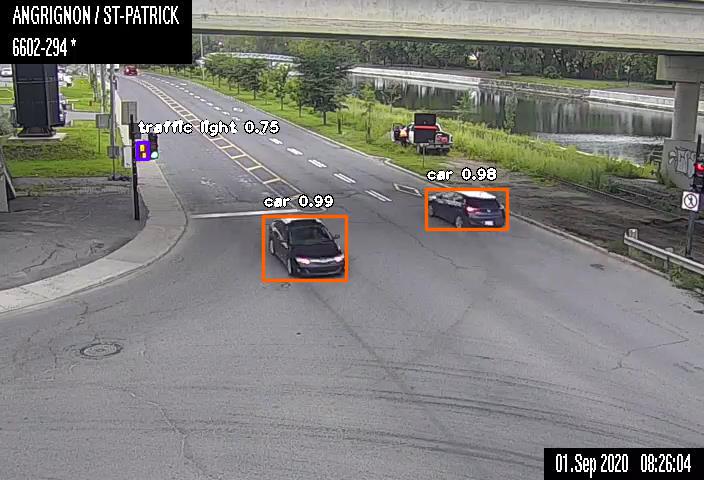 ANGRIGNON / ST-PATRICK
6602-294 *
traffic light 0.75
car 0.98
car 0.99
01.Sep 2020 08:26:04